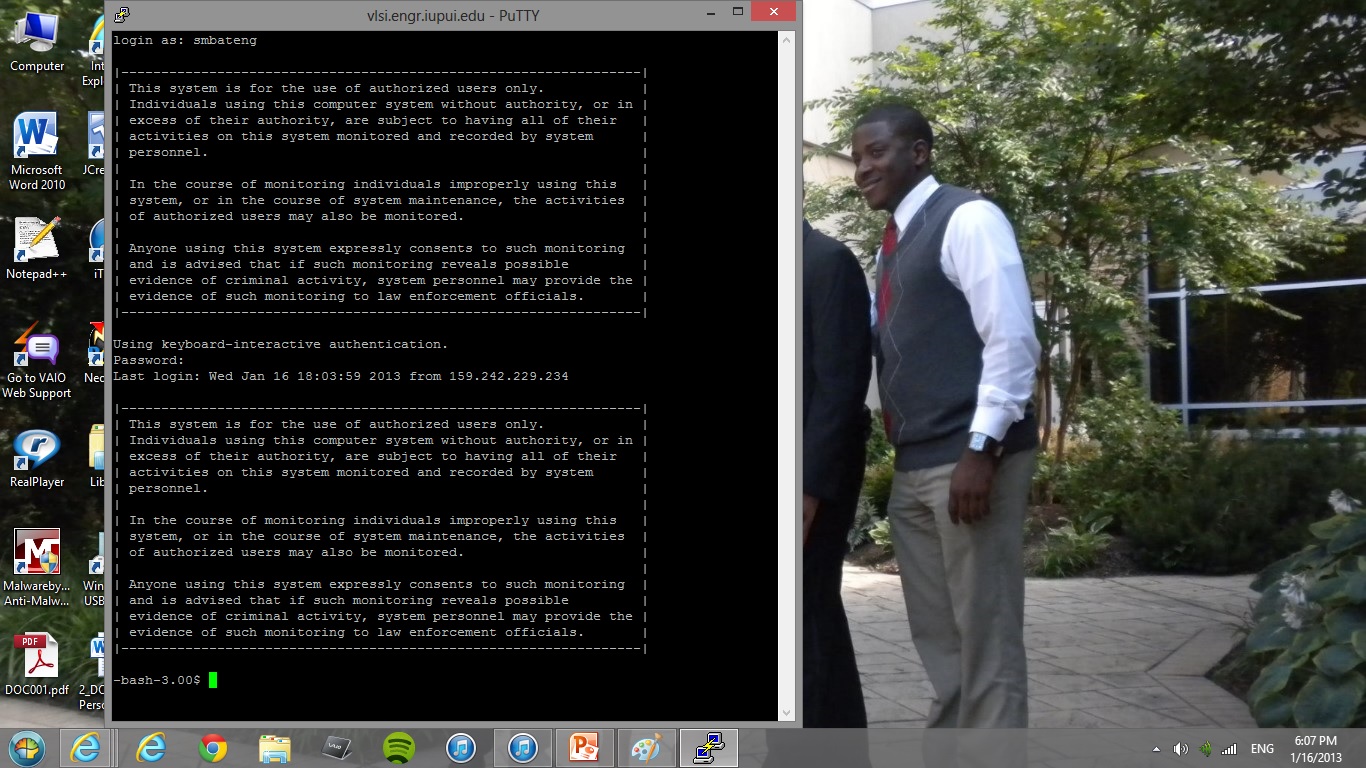 Computer
Microsoft
Word 2010
Notepad++
Go to VAIO
Web Support
RealPlayer
Malwareby...
Anti-Malw...
PDF
DOC001.pdf
Int
Expl
JCre
iT
Nec
Lib
Win
USB
2_DC
Perso
vlsi.engr.iupui.edu - PuTTY
login as: smbateng
|-----------------------------------------------------------------|
| This system is for the use of authorized users only. |
| Individuals using this computer system without authority, or in |
| excess of their authority, are subject to having all of their |
| activities on this system monitored and recorded by system |
| personnel. |
| |
| In the course of monitoring individuals improperly using this |
| system, or in the course of system maintenance, the activities |
| of authorized users may also be monitored. |
| |
| Anyone using this system expressly consents to such monitoring |
| and is advised that if such monitoring reveals possible |
| evidence of criminal activity, system personnel may provide the |
| evidence of such monitoring to law enforcement officials. |
|-----------------------------------------------------------------|
Using keyboard-interactive authentication.
Password:
Last login: Wed Jan 16 18:03:59 2013 from 159.242.229.234
|-----------------------------------------------------------------|
| This system is for the use of authorized users only. |
| Individuals using this computer system without authority, or in |
| excess of their authority, are subject to having all of their |
| activities on this system monitored and recorded by system |
| personnel. |
| |
| In the course of monitoring individuals improperly using this |
| system, or in the course of system maintenance, the activities |
| of authorized users may also be monitored. |
| |
| Anyone using this system expressly consents to such monitoring |
| and is advised that if such monitoring reveals possible |
| evidence of criminal activity, system personnel may provide the |
| evidence of such monitoring to law enforcement officials. |
|-----------------------------------------------------------------|
-bash-3.00$
ENG
6:07 PM
1/16/2013